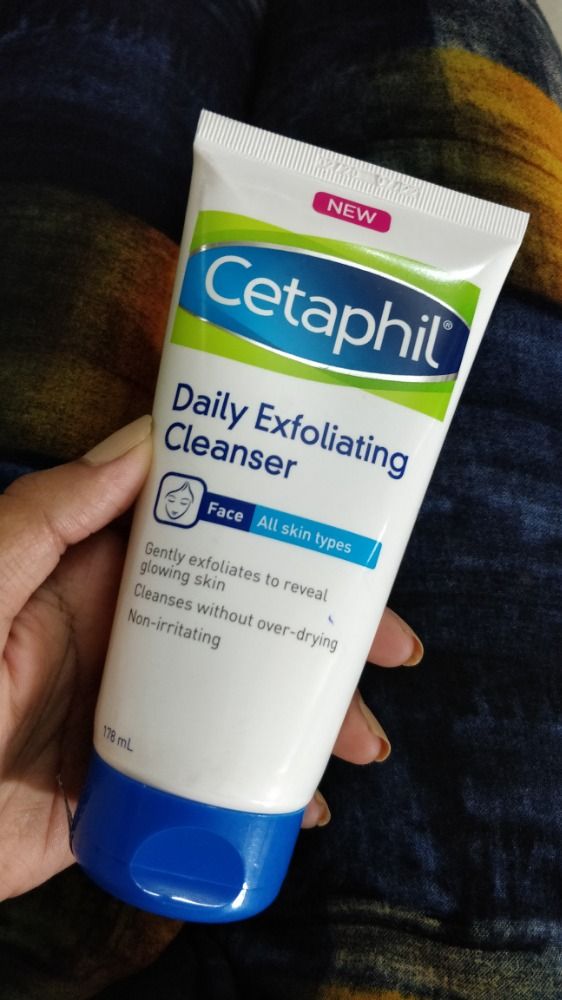 NEW
Cetaphil®
Daily Exfoliating
Cleanser
Face All skin types
Gently exfoliates to reveal
glowing skin
Cleanses without over-drying
Non-irritating
178 mL